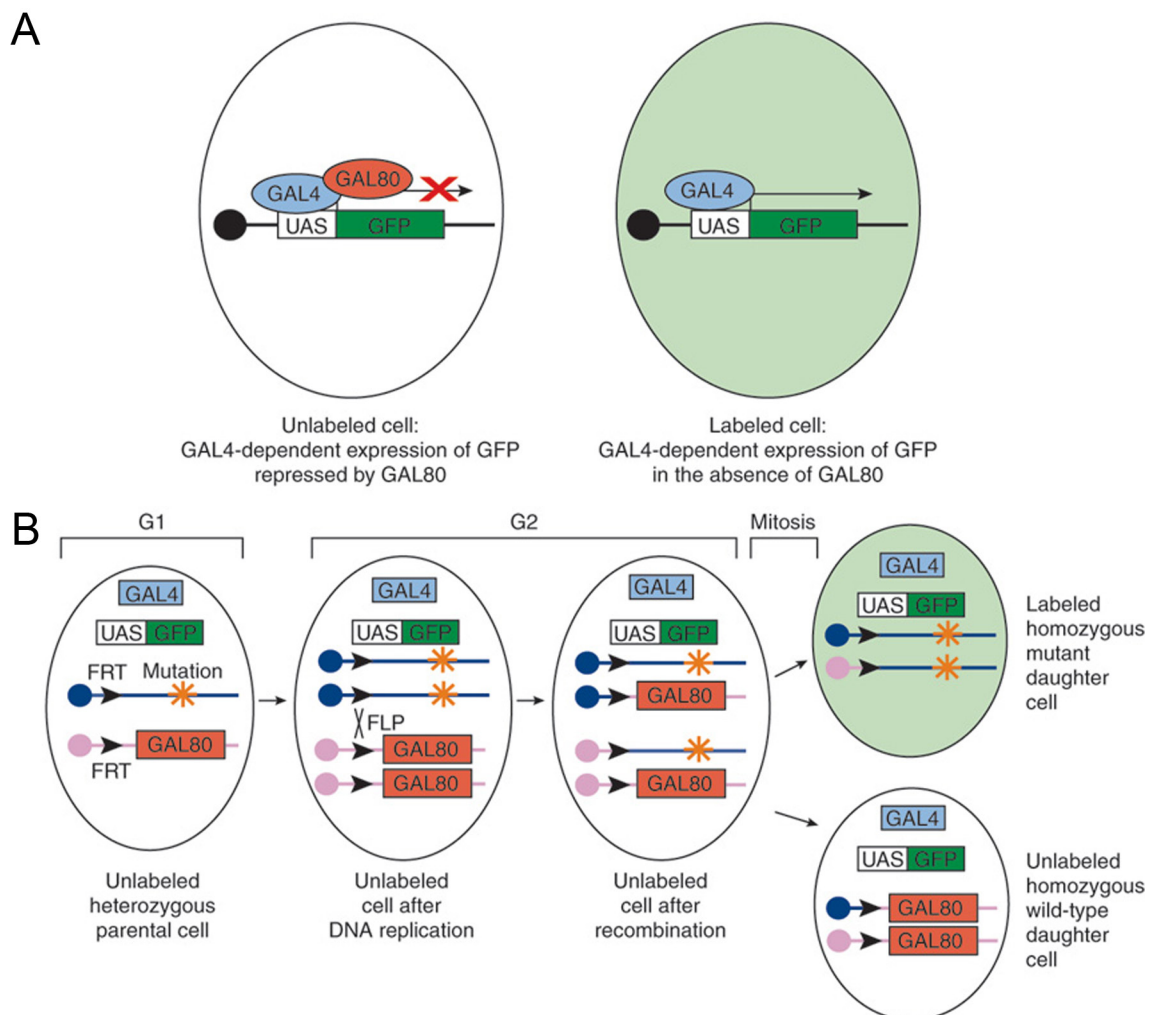 A
GAL4
GAL80
UAS
GFP
GAL4
UAS
GFP
Unlabeled cell:
GAL4-dependent expression of GFP
repressed by GAL80
Labeled cell:
GAL4-dependent expression of GFP
in the absence of GAL80
B
G1
G2
Mitosis
GAL4
UAS GFP
FRT Mutation
GAL80
FRT
Unlabeled
heterozygous
parental cell
GAL4
UAS GFP
FLP
GAL80
GAL80
Unlabeled
cell after
DNA replication
GAL4
UAS GFP
GAL80
GAL80
Unlabeled
cell after
recombination
GAL4
UAS GFP
Labeled
homozygous
mutant
daughter
cell
GAL4
UAS GFP
GAL80
GAL80
Unlabeled
homozygous
wild-type
daughter
cell